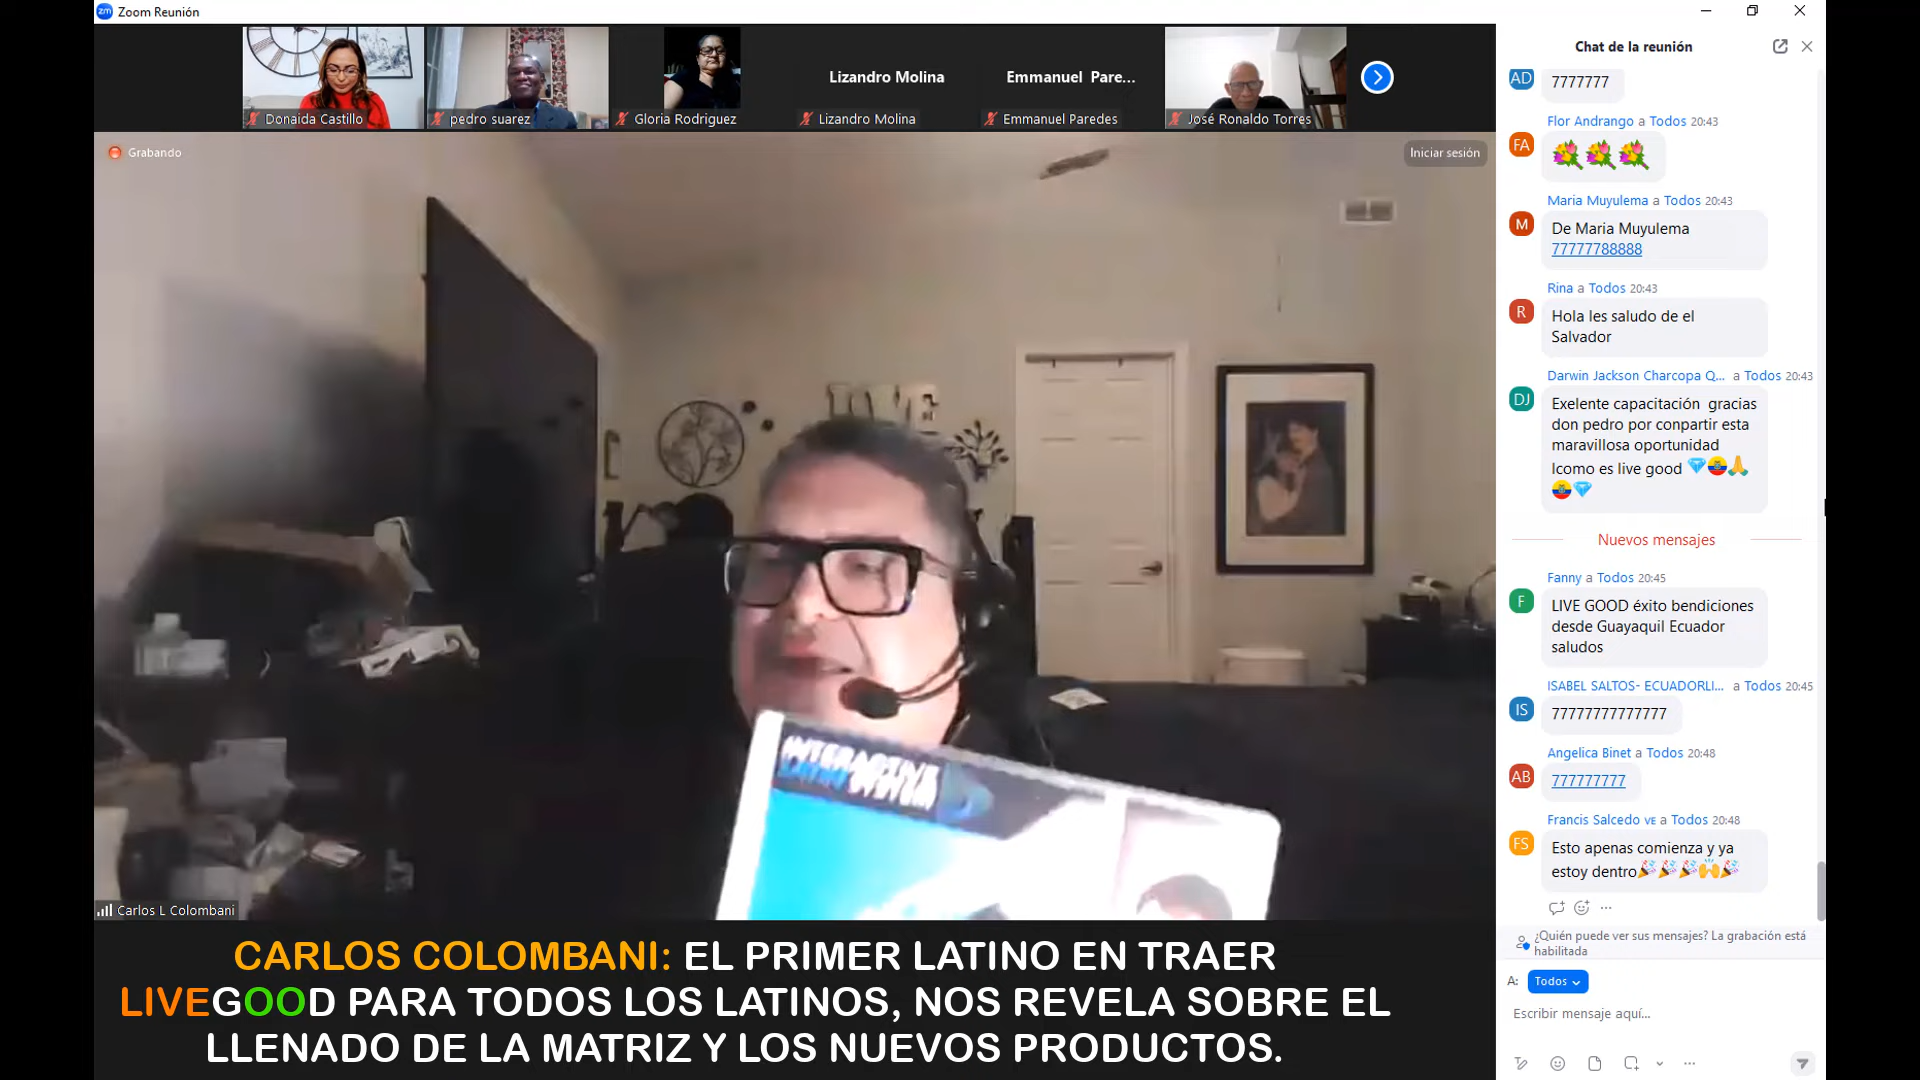 Zoom Reunión
Donaida Castillo
pedro suarez
Gloria Rodriguez
Lizandro Molina
Lizandro Molina
Emmanuel Pare...
Emmanuel Paredes
José Ronaldo Torres
Grabando
Iniciar sesión
LIVE
INTERACTIVE
Carlos L Colombani
CARLOS COLOMBANI: EL PRIMER LATINO EN TRAER
LIVEGOOD PARA TODOS LOS LATINOS, NOS REVELA SOBRE EL
LLENADO DE LA MATRIZ Y LOS NUEVOS PRODUCTOS.
Chat de la reunión
AD
7777777
Flor Andrango a Todos 20:43
FA
Maria Muyulema a Todos 20:43
M
De Maria Muyulema
77777788888
Rina a Todos 20:43
R
Hola les saludo de el
Salvador
Darwin Jackson Charcopa Q... a Todos 20:43
DJ
Exelente capacitación gracias
don pedro por conpartir esta
maravillosa oportunidad
lcomo es live good 💎🇪🇨🙏
🇪🇨💎
Nuevos mensajes
Fanny a Todos 20:45
F
LIVE GOOD éxito bendiciones
desde Guayaquil Ecuador
saludos
ISABEL SALTOS- ECUADORLI... a Todos 20:45
IS
77777777777777
Angelica Binet a Todos 20:48
AB
777777777
Francis Salcedo VE a Todos 20:48
FS
Esto apenas comienza y ya
estoy dentro🎉🎉🎉🙌🎉
¿Quién puede ver sus mensajes? La grabación está
habilitada
A: Todos
Escribir mensaje aquí...